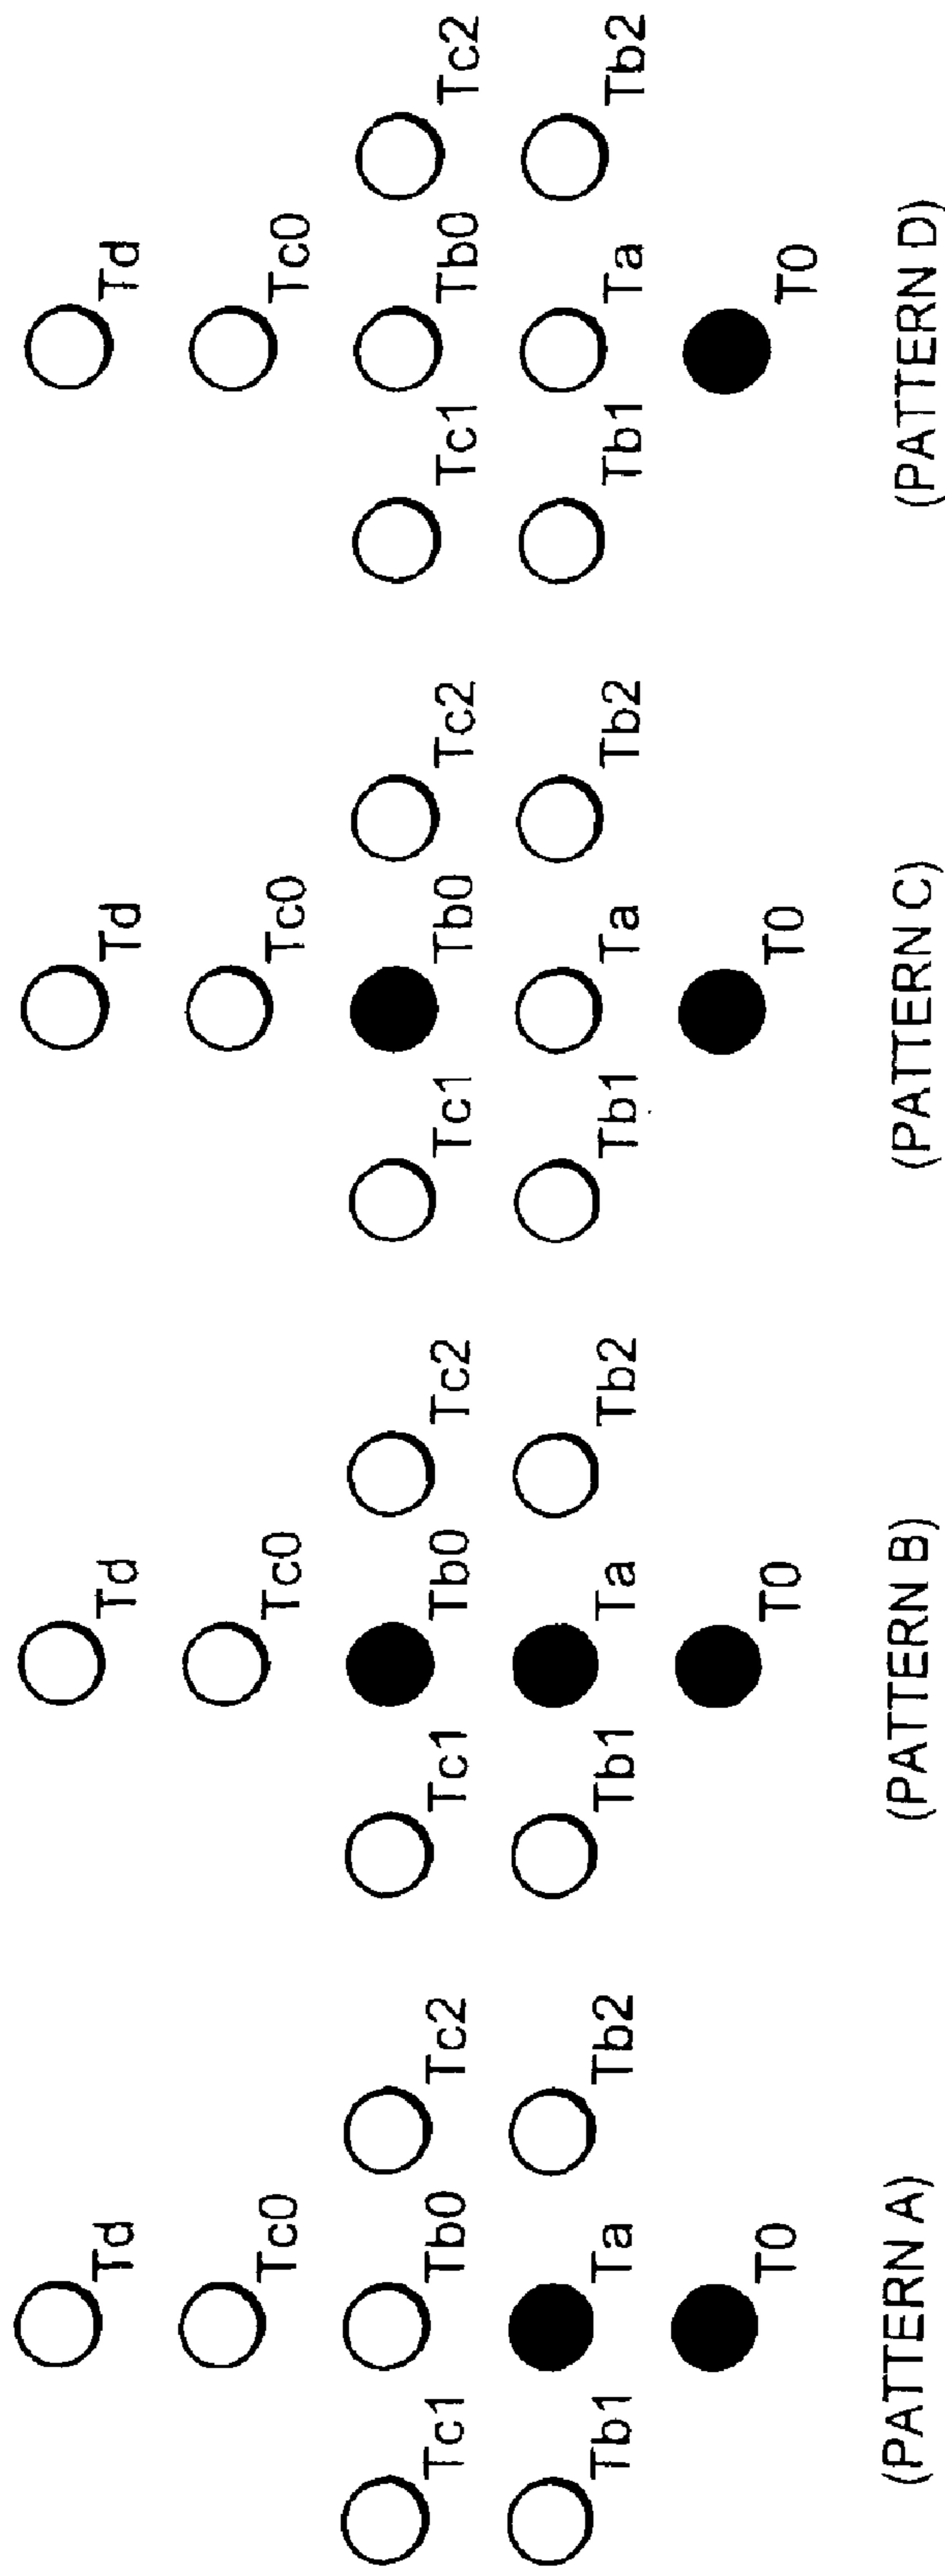 Td
Tc0
Tc1
Tb0
Tc2
Tb1
Ta
Tb2
T0
(PATTERN A)
Td
Tc0
Tc1
Tb0
Tc2
Tb1
Ta
Tb2
T0
(PATTERN B)
Td
Tc0
Tc1
Tb0
Tc2
Tb1
Ta
Tb2
T0
(PATTERN C)
Td
Tc0
Tc1
Tb0
Tc2
Tb1
Ta
Tb2
T0
(PATTERN D)